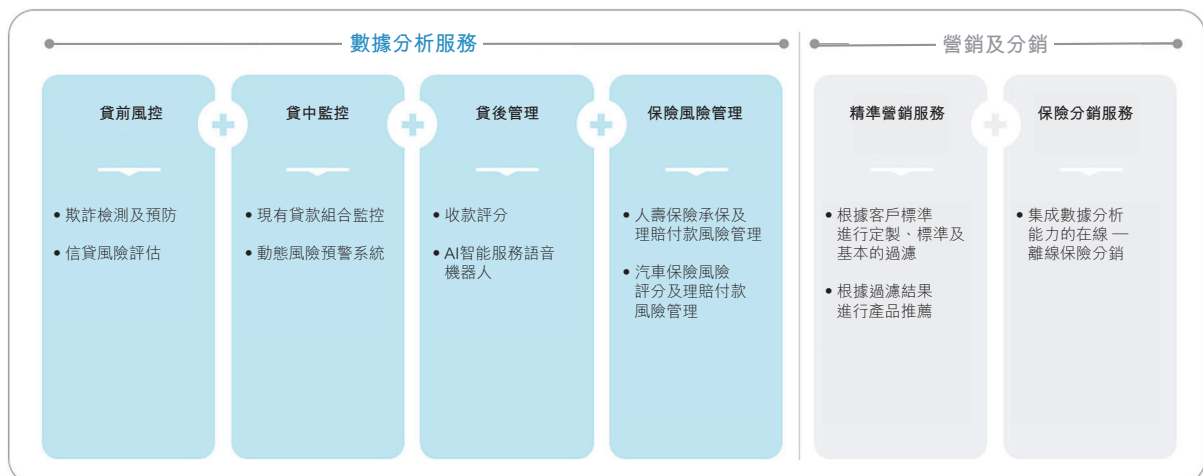 數據分析服務
營銷及分銷
貸前風控
• 欺詐檢測及預防
• 信貸風險評估
貸中監控
• 現有貸款組合監控
• 動態風險預警系統
貸後管理
• 收款評分
• AI智能服務語音
機器人
保險風險管理
• 人壽保險承保及
理賠付款風險管理
• 汽車保險風險
評分及理賠付款
風險管理
精準營銷服務
• 根據客戶標準
進行定製、標準及
基本的過濾
• 根據過濾結果
進行產品推薦
保險分銷服務
• 集成數據分析
能力的在線 —
離線保險分銷